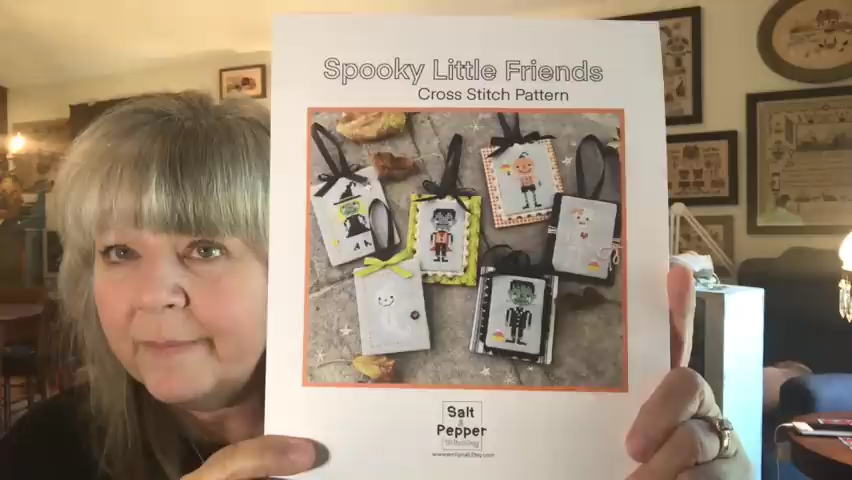 Spooky Little Friends
Cross Stitch Pattern
Salt
&
Pepper
Stitching